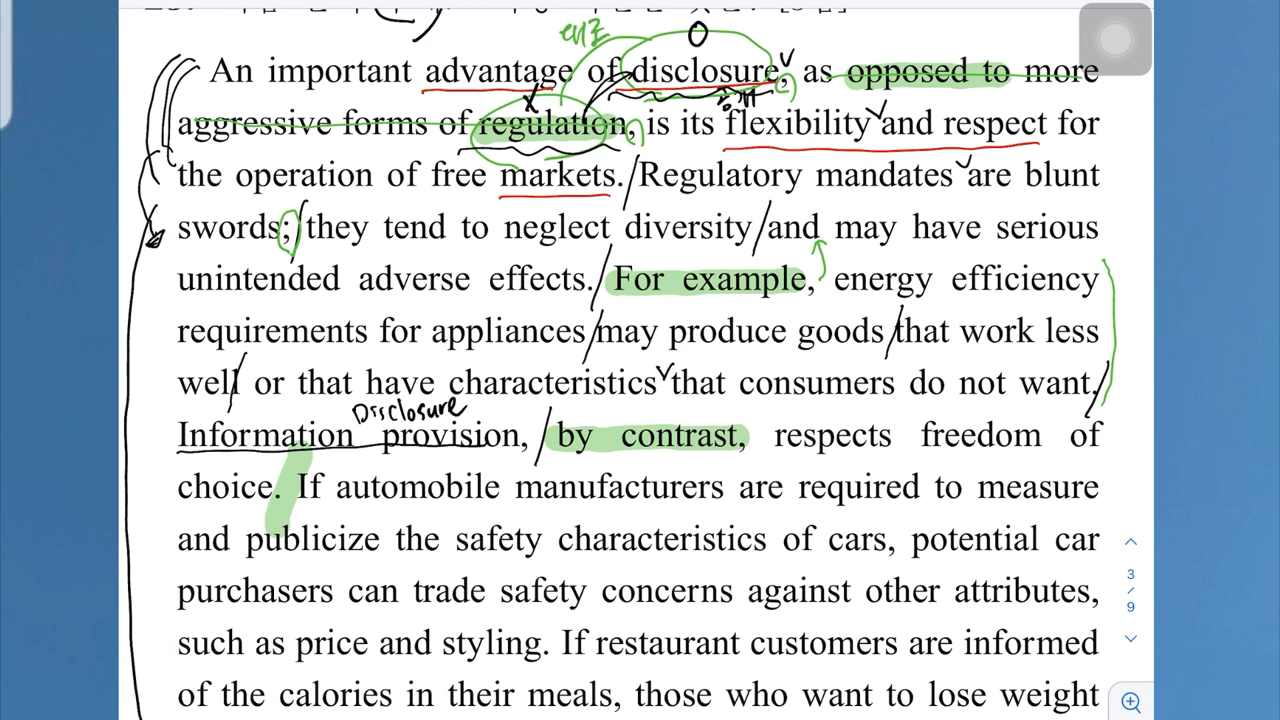 대조
An important advantage of disclosure, as opposed to more
aggressive forms of regulation, is its flexibility and respect for
the operation of free markets. Regulatory mandates are blunt
swords; they tend to neglect diversity and may have serious
unintended adverse effects. For example, energy efficiency
requirements for appliances may produce goods that work less
well or that have characteristics that consumers do not want.
Disclosure
Information provision, by contrast, respects freedom of
choice. If automobile manufacturers are required to measure
and publicize the safety characteristics of cars, potential car
purchasers can trade safety concerns against other attributes,
such as price and styling. If restaurant customers are informed
of the calories in their meals, those who want to lose weight
3
/
9